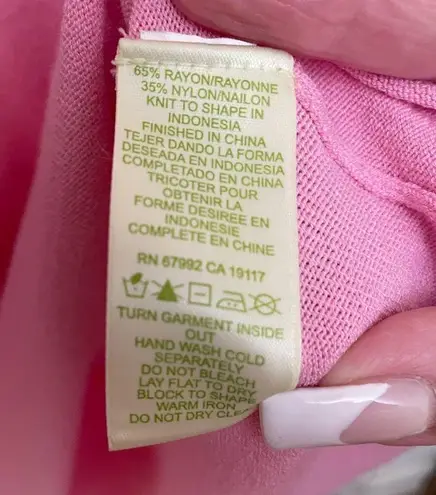 65% RAYON/RAYONNE
35% NYLON/NAILON
KNIT TO SHAPE IN
INDONESIA
FINISHED IN CHINA
TEJER DANDO LA FORMA
DESEADA EN INDONESIA
COMPLETADO EN CHINA
TRICOTER POUR
OBTENIR LA
FORME DESIREE EN
INDONESIE
COMPLETE EN CHINE
RN 67992 CA 19117
TURN GARMENT INSIDE
OUT
HAND WASH COLD
SEPARATELY
DO NOT BLEACH
LAY FLAT TO DRY
BLOCK TO SHAPE
WARM IRON
DO NOT DRY